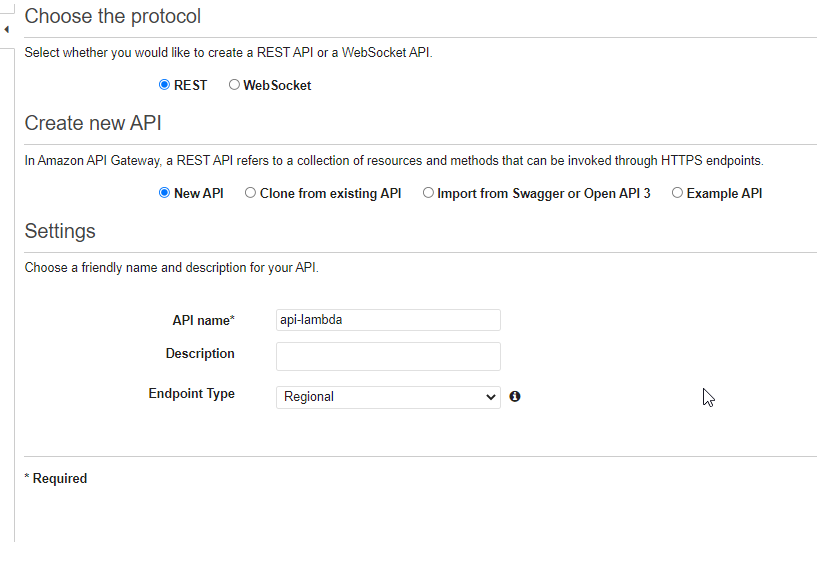 Choose the protocol
Select whether you would like to create a REST API or a WebSocket API.
REST WebSocket
Create new API
In Amazon API Gateway, a REST API refers to a collection of resources and methods that can be invoked through HTTPS endpoints.
New API Clone from existing API Import from Swagger or Open API 3 Example API
Settings
Choose a friendly name and description for your API.
API name* api-lambda
Description
Endpoint Type Regional
* Required